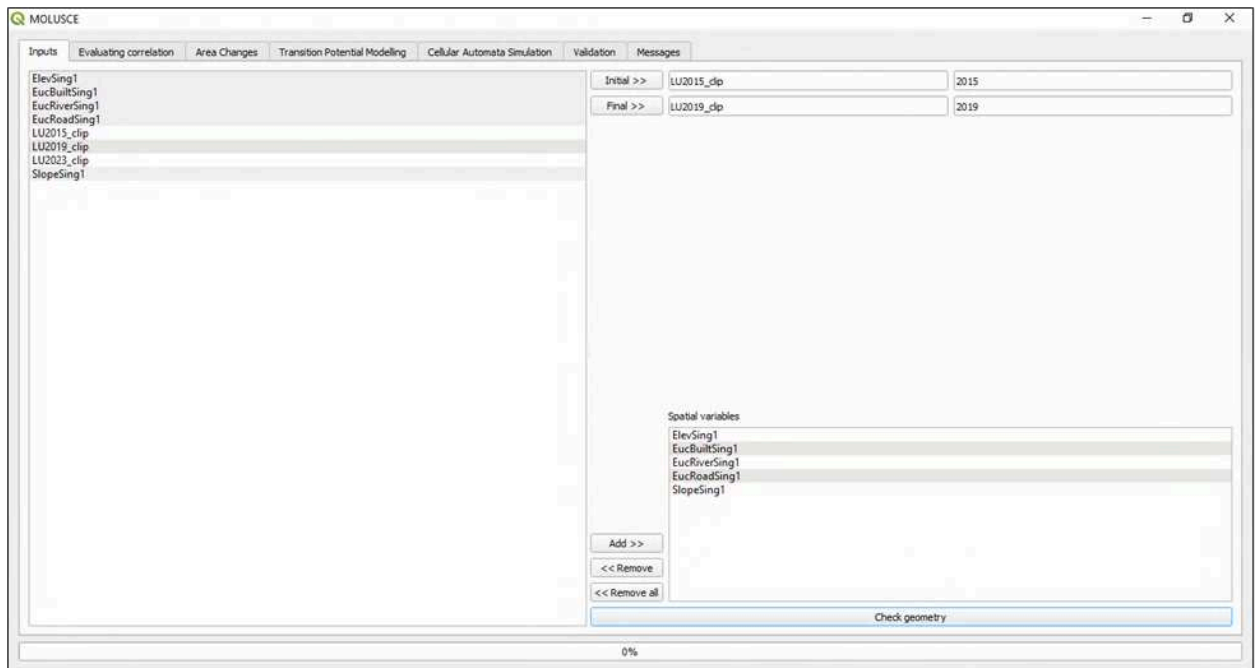 MOLUSCE
Inputs Evaluating correlation Area Changes Transition Potential Modelling Cellular Automata Simulation Validation Messages
ElevSing1
EucBuiltSing1
EucRiverSing1
EucRoadSing1
LU2015_clip
LU2019_clip
LU2023_clip
SlopeSing1
Initial >> LU2015_clip 2015
Final >> LU2019_clip 2019
Spatial variables
ElevSing1
EucBuiltSing1
EucRiverSing1
EucRoadSing1
SlopeSing1
Add >>
<< Remove
<< Remove all
Check geometry
0%